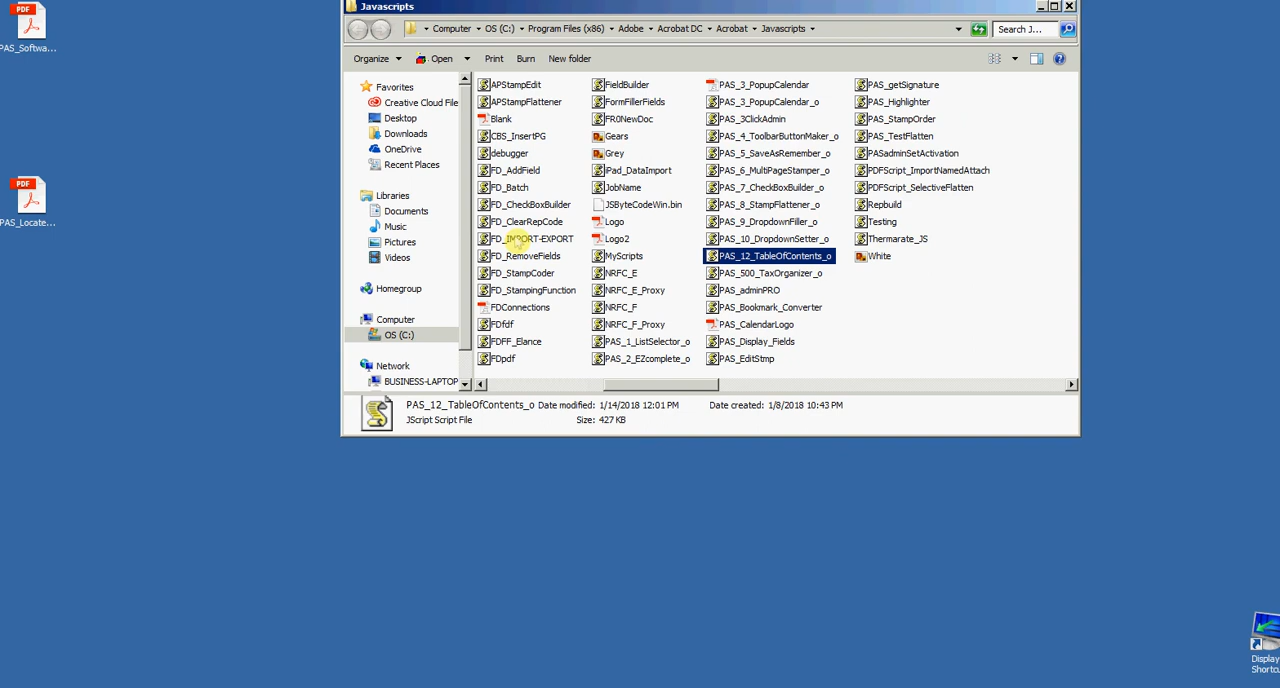 PDF
PAS_Softwa...
PDF
PAS_Locate...
Javascripts
Computer
OS (C:)
Program Files (x86)
Adobe
Acrobat DC
Acrobat
Javascripts
Search J...
Organize
Open
Print
Burn
New folder
Favorites
Creative Cloud File
Desktop
Downloads
OneDrive
Recent Places
Libraries
Documents
Music
Pictures
Videos
Homegroup
Computer
OS (C:)
Network
BUSINESS-LAPTOP
APStampEdit
APStampFlattener
Blank
CBS_InsertPG
debugger
FD_AddField
FD_Batch
FD_CheckBoxBuilder
FD_ClearRepCode
FD_IMPORT-EXPORT
FD_RemoveFields
FD_StampCoder
FD_StampingFunction
FDConnections
FDfdf
FDFF_Elance
FDpdf
FieldBuilder
FormFillerFields
FR0NewDoc
Gears
Grey
iPad_DataImport
JobName
JSByteCodeWin.bin
Logo
Logo2
MyScripts
NRFC_E
NRFC_E_Proxy
NRFC_F
NRFC_F_Proxy
PAS_1_ListSelector_o
PAS_2_EZcomplete_o
PAS_3_PopupCalendar
PAS_3_PopupCalendar_o
PAS_3ClickAdmin
PAS_4_ToolbarButtonMaker_o
PAS_5_SaveAsRemember_o
PAS_6_MultiPageStamper_o
PAS_7_CheckBoxBuilder_o
PAS_8_StampFlattener_o
PAS_9_DropdownFiller_o
PAS_10_DropdownSetter_o
PAS_12_TableOfContents_o
PAS_500_TaxOrganizer_o
PAS_adminPRO
PAS_Bookmark_Converter
PAS_CalendarLogo
PAS_Display_Fields
PAS_EditStmp
PAS_getSignature
PAS_Highlighter
PAS_StampOrder
PAS_TestFlatten
PASadminSetActivation
PDFScript_ImportNamedAttach
PDFScript_SelectiveFlatten
Repbuild
Testing
Thermarate_JS
White
PAS_12_TableOfContents_o Date modified: 1/14/2018 12:01 PM Date created: 1/8/2018 10:43 PM
JScript Script File Size: 427 KB
Display
Shortc